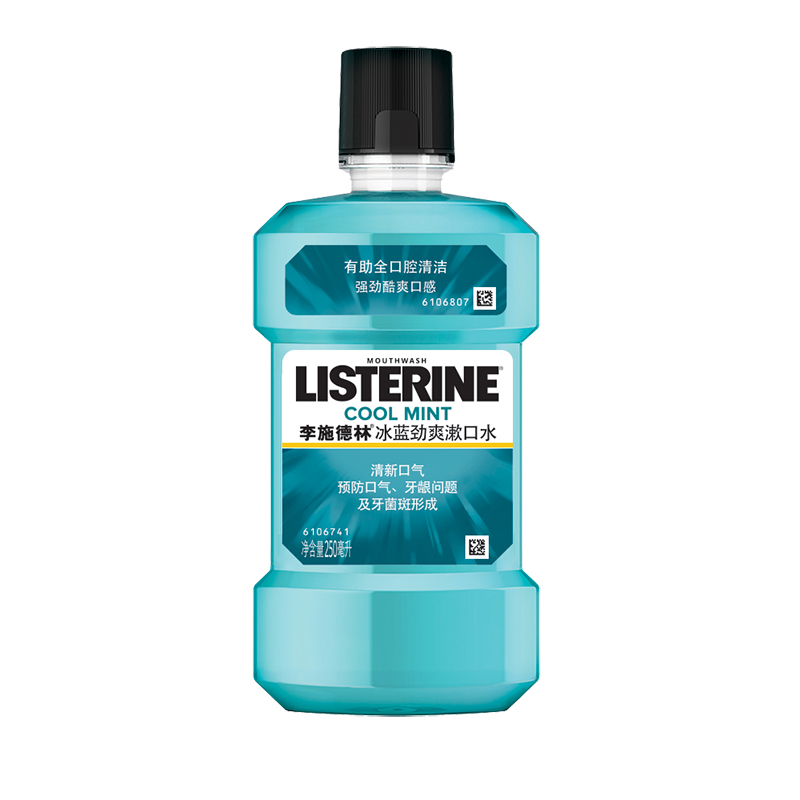 有助全口腔清洁
强劲酷爽口感
6106807
MOUTHWASH
LISTERINE®
COOL MINT
李施德林®冰蓝劲爽漱口水
清新口气
预防口气、牙龈问题
及牙菌斑形成
6106741
净含量250毫升